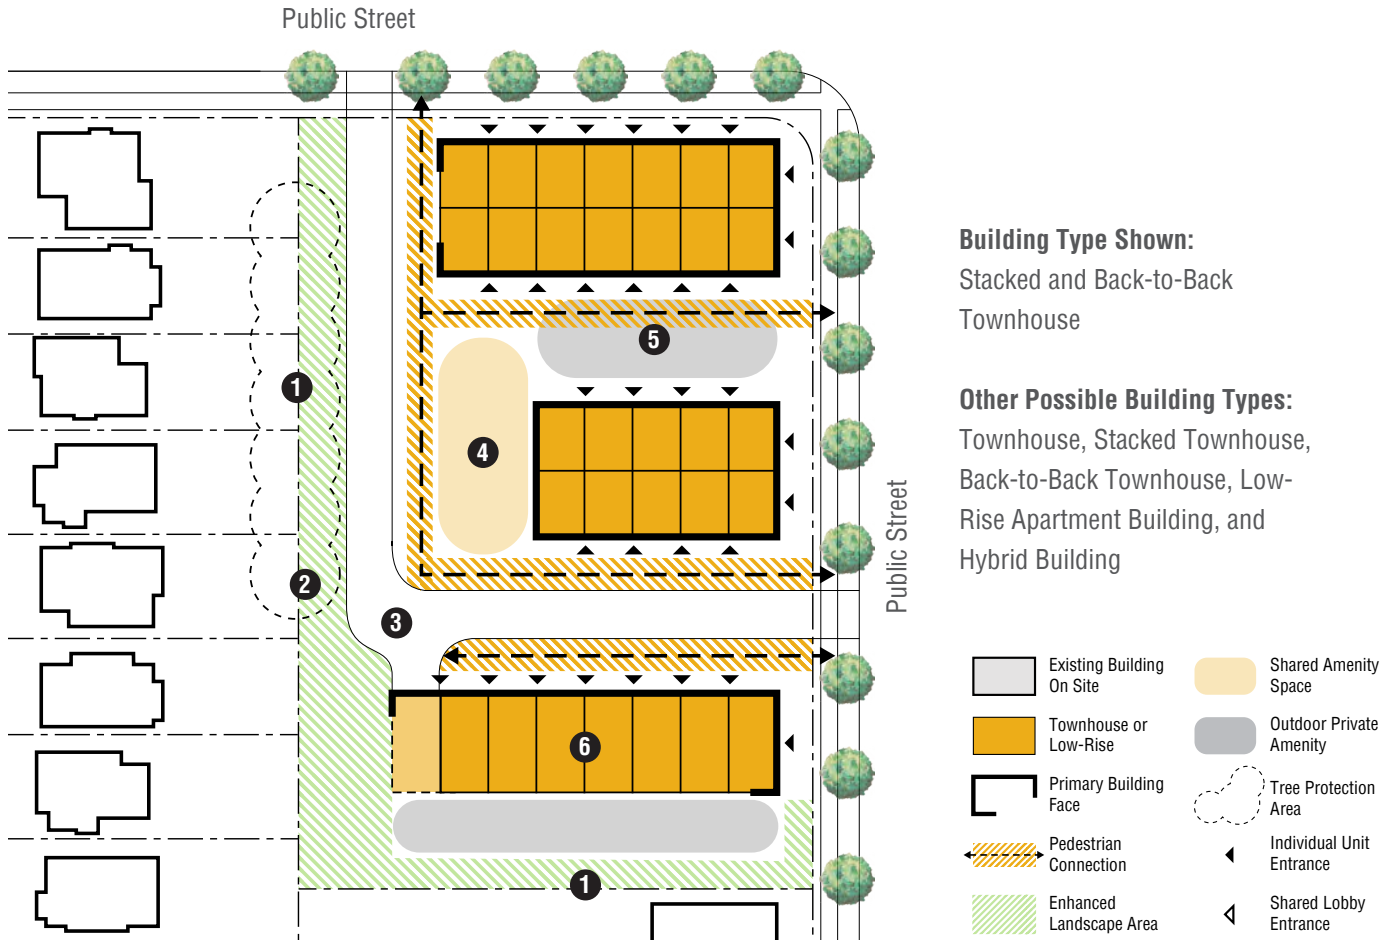 Public Street
Building Type Shown:
Stacked and Back-to-Back
Townhouse
Other Possible Building Types:
Townhouse, Stacked Townhouse,
Back-to-Back Townhouse, Low-
Rise Apartment Building, and
Hybrid Building
Public Street
1
2
3
4
5
6
1
Existing Building
On Site
Townhouse or
Low-Rise
Primary Building
Face
Pedestrian
Connection
Enhanced
Landscape Area
Shared Amenity
Space
Outdoor Private
Amenity
Tree Protection
Area
Individual Unit
Entrance
Shared Lobby
Entrance